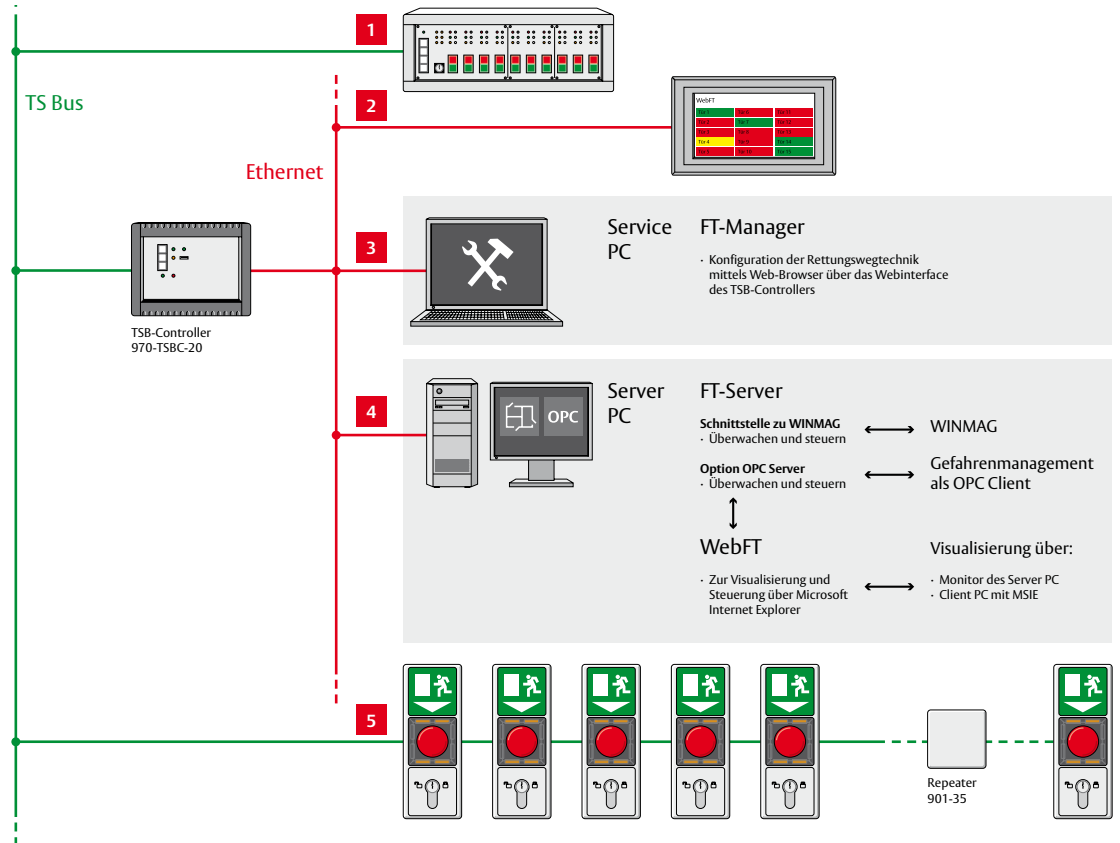 1
TS Bus
2
WebFT
Tür 4
Ethernet
3
Service
PC
FT-Manager
· Konfiguration der Rettungswegtechnik
mittels Web-Browser über das Webinterface
des TSB-Controllers
TSB-Controller
970-TSBC-20
4
OPC
Server
PC
FT-Server
Schnittstelle zu WINMAG
· Überwachen und steuern
WINMAG
Option OPC Server
· Überwachen und steuern
Gefahrenmanagement
als OPC Client
WebFT
· Zur Visualisierung und
Steuerung über Microsoft
Internet Explorer
Visualisierung über:
· Monitor des Server PC
· Client PC mit MSIE
5
Repeater
901-35